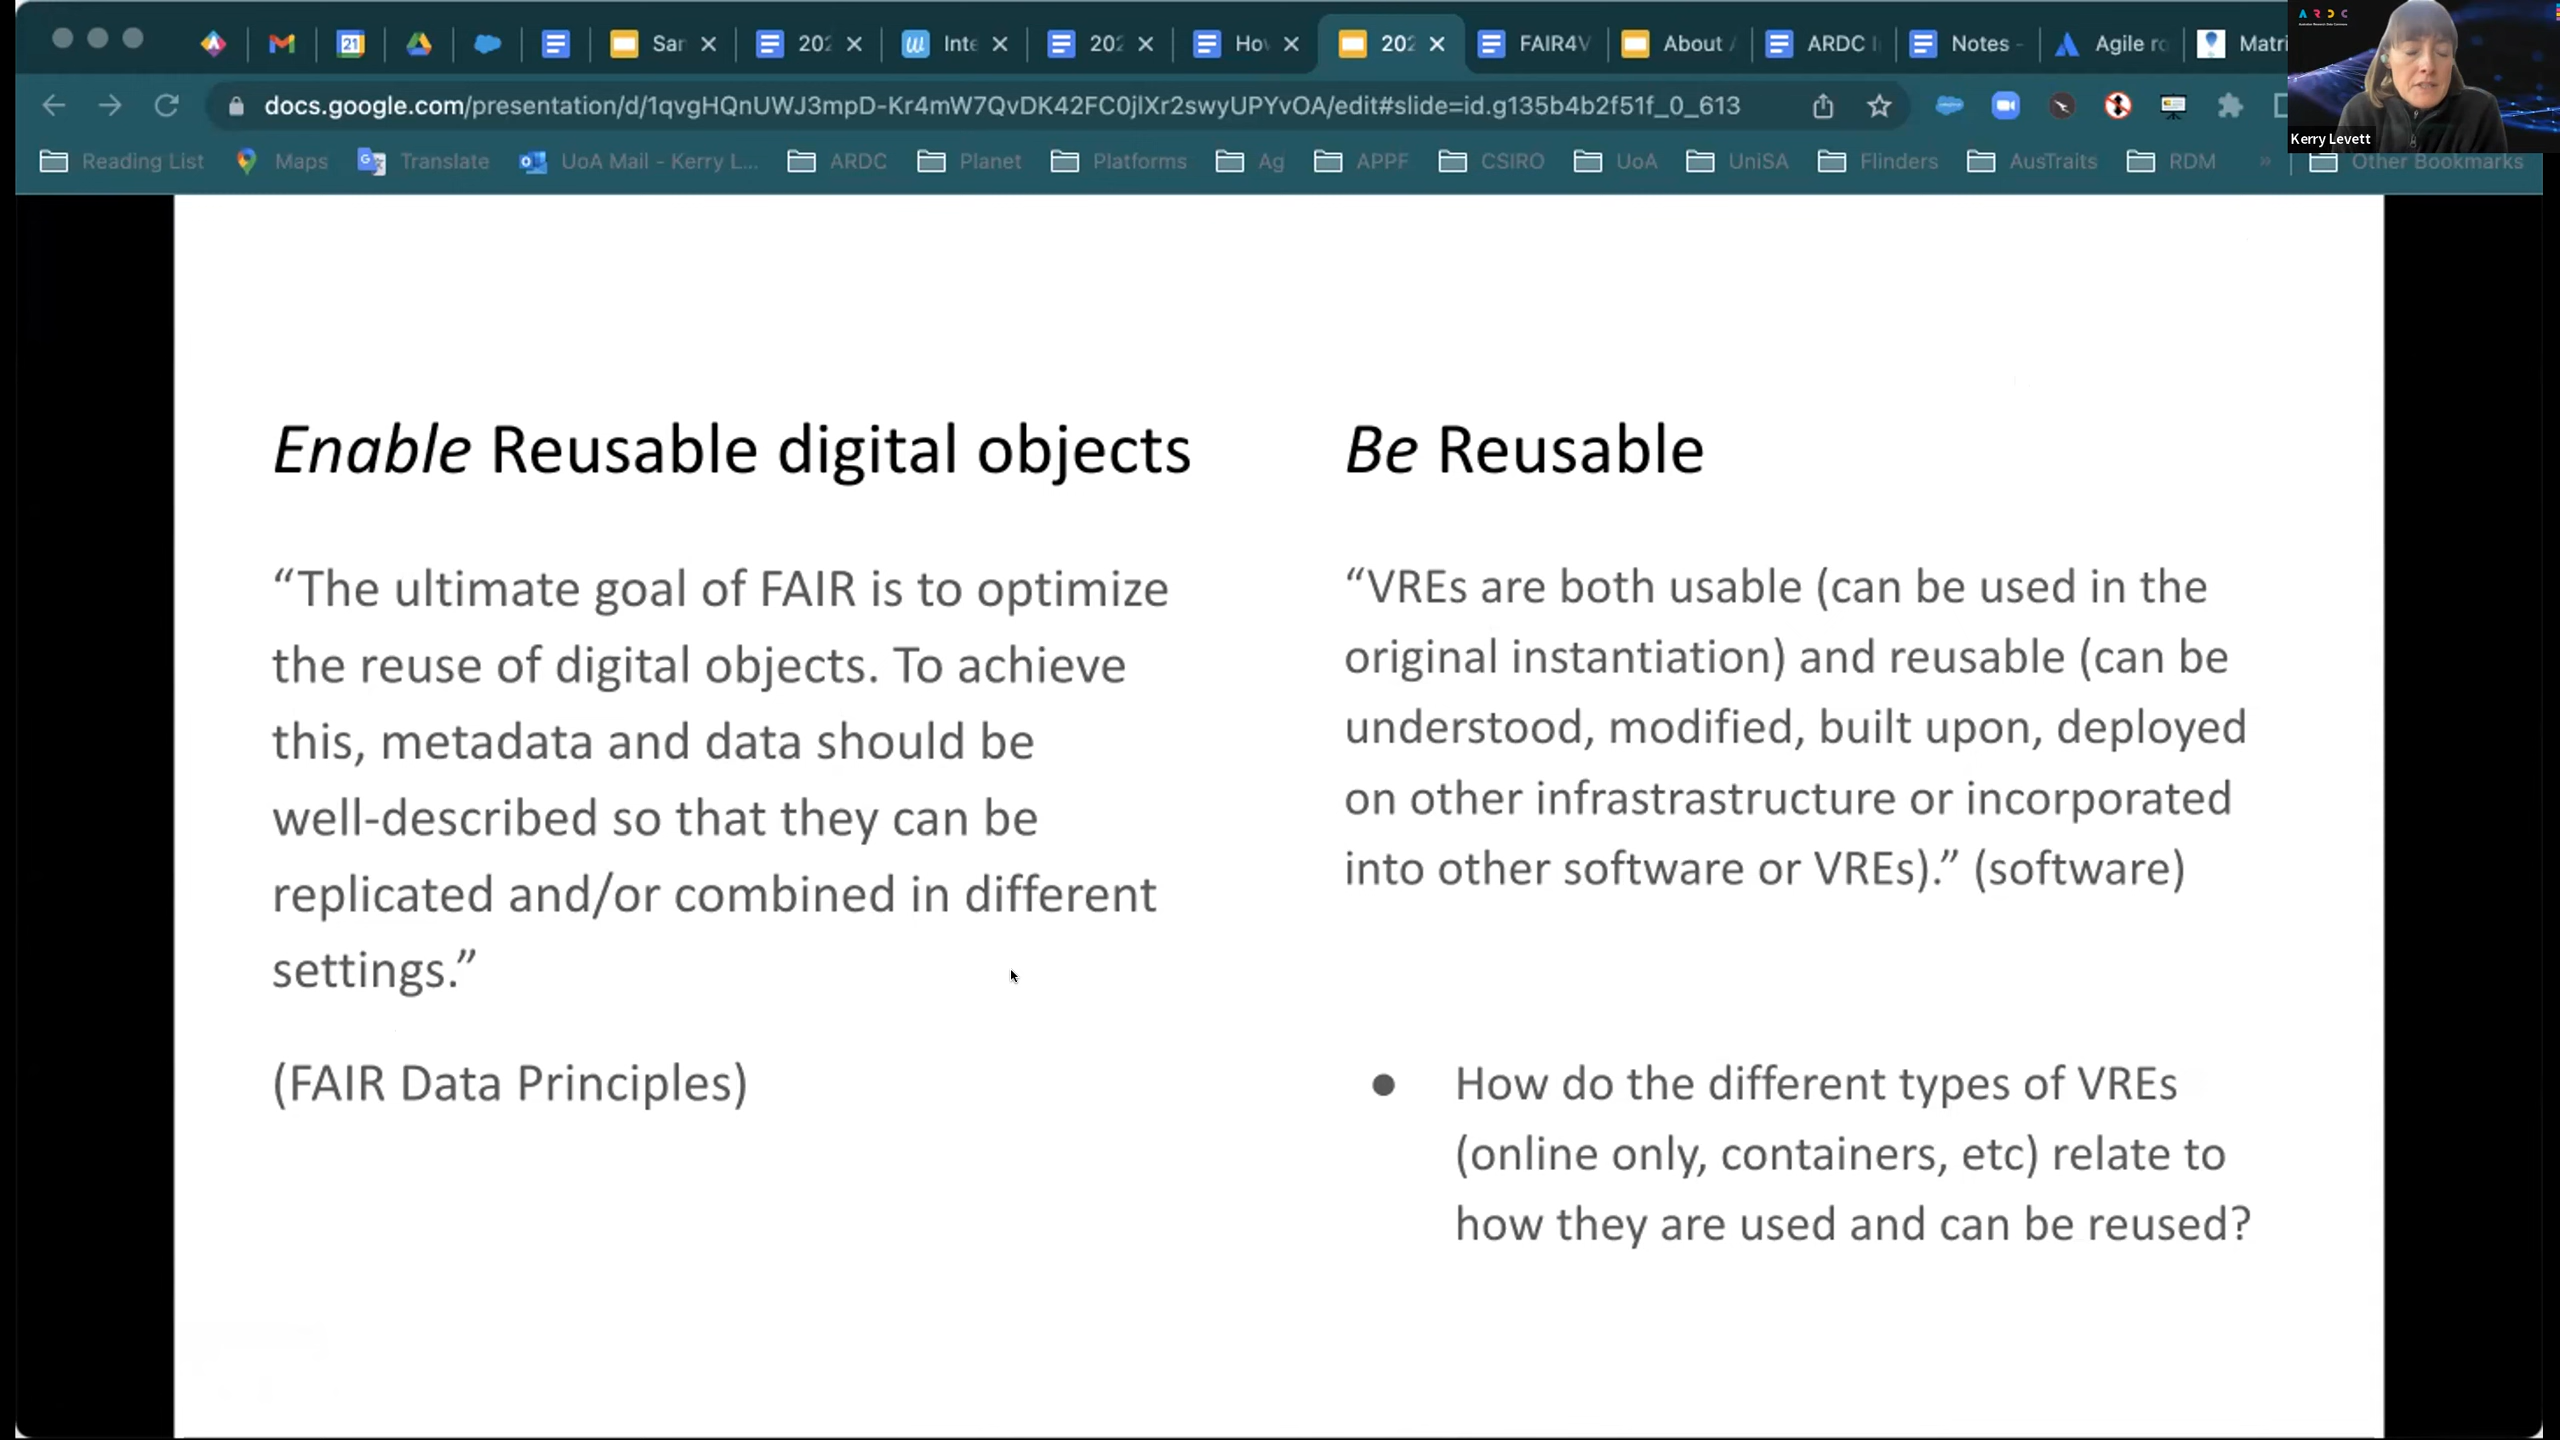 21
San
202
Inte
202
How
202
FAIR4V
About A
ARDC I
Notes -
Agile ro
Matri
docs.google.com/presentation/d/1qvgHQnUWJ3mpD-Kr4mW7QvDK42FC0jlXr2swyUPYvOA/edit#slide=id.g135b4b2f51f_0_613
Reading List
Maps
Translate
UoA Mail - Kerry L...
ARDC
Planet
Platforms
Ag
APPF
CSIRO
UoA
UniSA
Flinders
AusTraits
RDM
»
Other Bookmarks
ARDC
Kerry Levett
Enable Reusable digital objects
“The ultimate goal of FAIR is to optimize
the reuse of digital objects. To achieve
this, metadata and data should be
well-described so that they can be
replicated and/or combined in different
settings.”
(FAIR Data Principles)
Be Reusable
“VREs are both usable (can be used in the
original instantiation) and reusable (can be
understood, modified, built upon, deployed
on other infrastrastructure or incorporated
into other software or VREs).” (software)
● How do the different types of VREs
(online only, containers, etc) relate to
how they are used and can be reused?